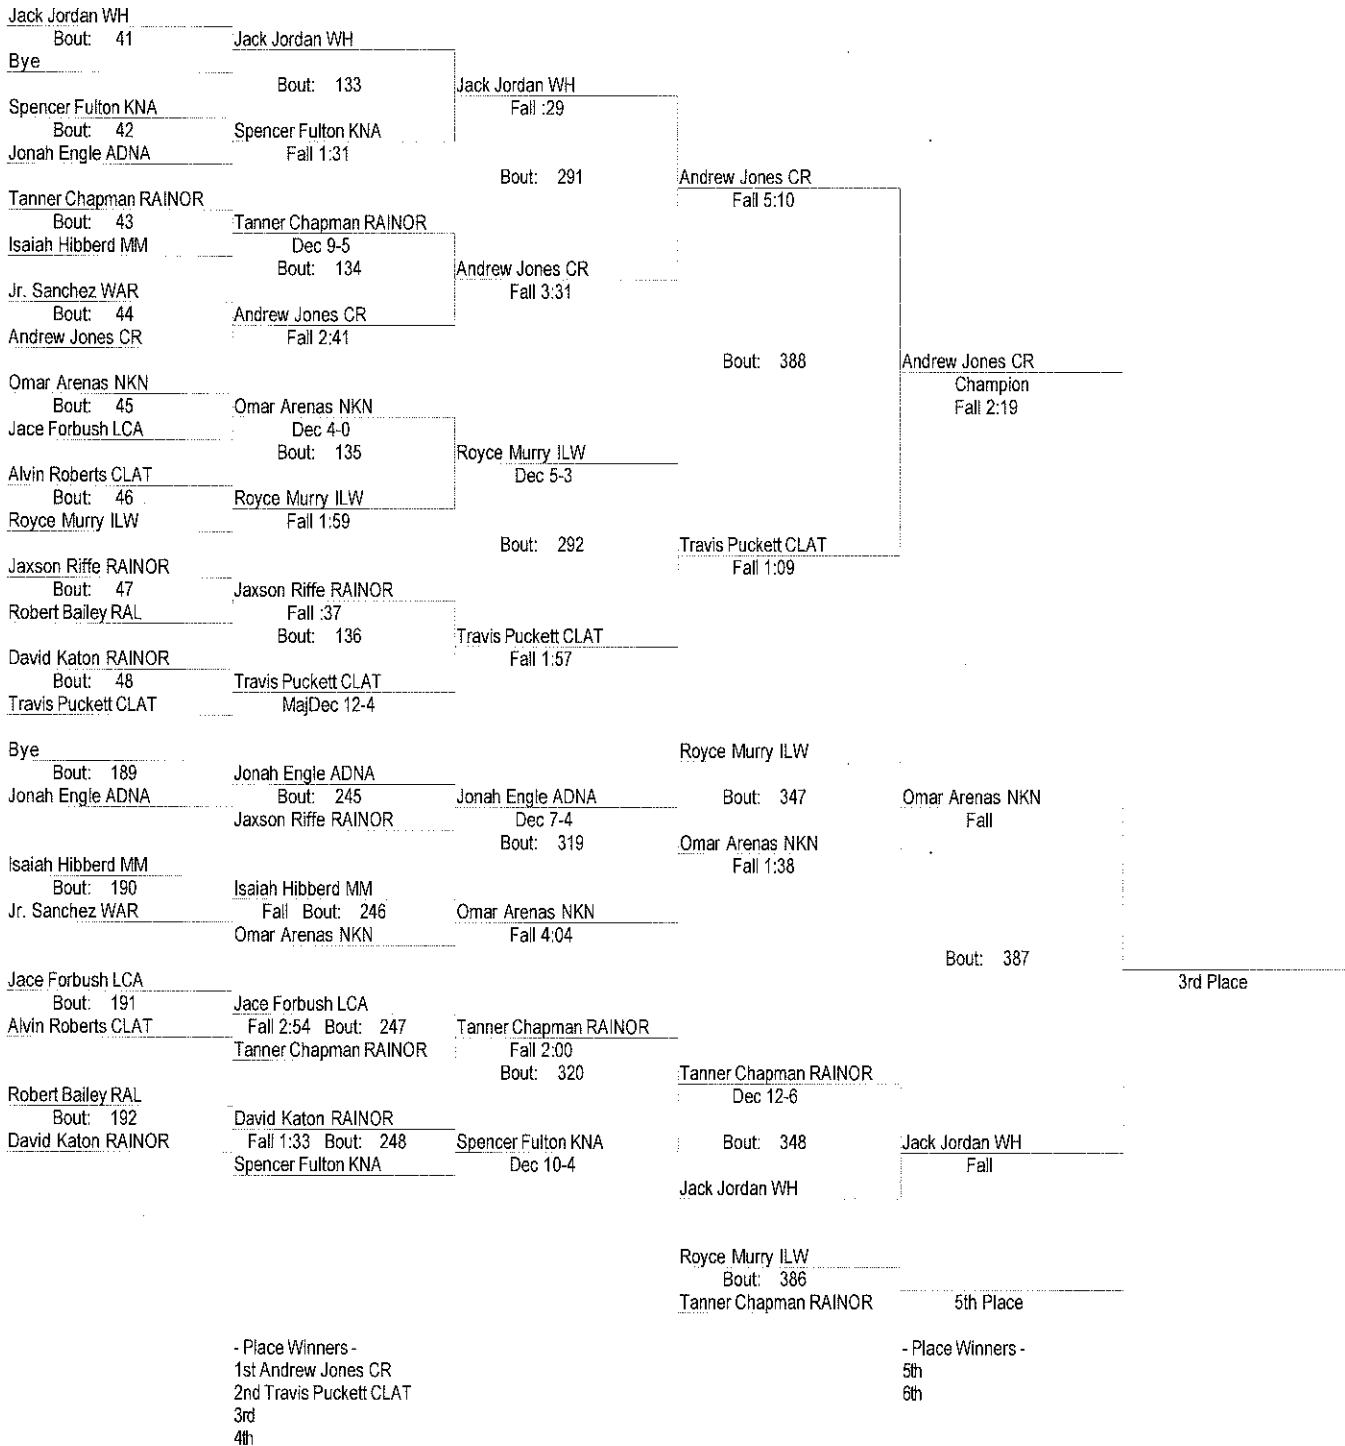 Jack Jordan WH
Bout: 41
Jack Jordan WH
Bye
Bout: 133
Jack Jordan WH
Spencer Fulton KNA
Fall :29
Bout: 42
Spencer Fulton KNA
Jonah Engle ADNA
Fall 1:31
Bout: 291
Andrew Jones CR
Tanner Chapman RAINOR
Fall 5:10
Bout: 43
Tanner Chapman RAINOR
Isaiah Hibberd MM
Dec 9-5
Bout: 134
Andrew Jones CR
Jr. Sanchez WAR
Fall 3:31
Bout: 44
Andrew Jones CR
Andrew Jones CR
Fall 2:41
Bout: 388
Andrew Jones CR
Omar Arenas NKN
Champion
Bout: 45
Omar Arenas NKN
Fall 2:19
Jace Forbush LCA
Dec 4-0
Bout: 135
Royce Murry ILW
Alvin Roberts CLAT
Dec 5-3
Bout: 46
Royce Murry ILW
Royce Murry ILW
Fall 1:59
Bout: 292
Travis Puckett CLAT
Jaxson Riffe RAINOR
Fall 1:09
Bout: 47
Jaxson Riffe RAINOR
Robert Bailey RAL
Fall :37
Bout: 136
Travis Puckett CLAT
David Katon RAINOR
Fall 1:57
Bout: 48
Travis Puckett CLAT
Travis Puckett CLAT
MajDec 12-4
Bye
Royce Murry ILW
Bout: 189
Jonah Engle ADNA
Jonah Engle ADNA
Bout: 245
Jonah Engle ADNA
Bout: 347
Omar Arenas NKN
Jaxson Riffe RAINOR
Dec 7-4
Fall
Bout: 319
Omar Arenas NKN
Isaiah Hibberd MM
Fall 1:38
Bout: 190
Isaiah Hibberd MM
Jr. Sanchez WAR
Fall Bout: 246
Omar Arenas NKN
Omar Arenas NKN
Fall 4:04
Bout: 387
Jace Forbush LCA
3rd Place
Bout: 191
Jace Forbush LCA
Alvin Roberts CLAT
Fall 2:54 Bout: 247
Tanner Chapman RAINOR
Tanner Chapman RAINOR
Fall 2:00
Bout: 320
Tanner Chapman RAINOR
Robert Bailey RAL
Dec 12-6
Bout: 192
David Katon RAINOR
David Katon RAINOR
Fall 1:33 Bout: 248
Spencer Fulton KNA
Bout: 348
Jack Jordan WH
Spencer Fulton KNA
Dec 10-4
Fall
Jack Jordan WH
Royce Murry ILW
Bout: 386
Tanner Chapman RAINOR
5th Place
- Place Winners -
1st Andrew Jones CR
2nd Travis Puckett CLAT
3rd
4th
- Place Winners -
5th
6th